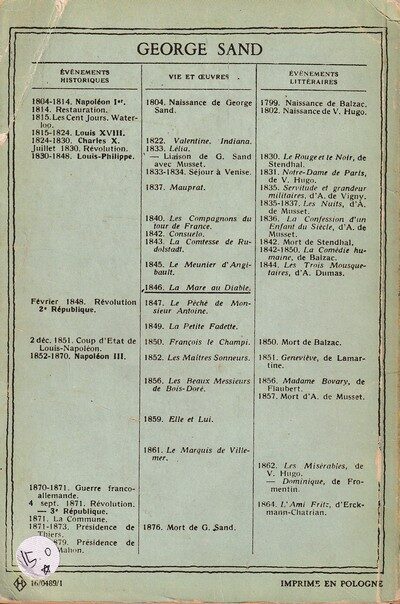 GEORGE SAND
ÉVÉNEMENTS
HISTORIQUES
1804-1814. Napoléon Ier.
1814. Restauration.
1815. Les Cent Jours. Water-
loo.
1815-1824. Louis XVIII.
1824-1830. Charles X.
Juillet 1830. Révolution.
1830-1848. Louis-Philippe.
Février 1848. Révolution
2e République.
2 déc. 1851. Coup d'Etat de
Louis-Napoléon.
1852-1870. Napoléon III.
1870-1871. Guerre franco-
allemande.
4 sept. 1871. Révolution.
— 3e République.
1871. La Commune.
1871-1873. Présidence de
Thiers.
879. Présidence de
Mahon.
VIE ET ŒUVRES
1804. Naissance de George
Sand.
1822. Valentine, Indiana.
1833. Lélia.
— Liaison de G. Sand
avec Musset.
1833-1834. Séjour à Venise.
1837. Mauprat.
1840. Les Compagnons du
tour de France.
1842. Consuelo.
1843. La Comtesse de Ru-
dolstadt.
1845. Le Meunier d'Angi-
bault.
1846. La Mare au Diable.
1847. Le Péché de Mon-
sieur Antoine.
1849. La Petite Fadette.
1850. François le Champi.
1852. Les Maîtres Sonneurs.
1856. Les Beaux Messieurs
de Bois-Doré.
1859. Elle et Lui.
1861. Le Marquis de Ville-
mer.
1876. Mort de G. Sand.
ÉVÉNEMENTS
LITTÉRAIRES
1799. Naissance de Balzac.
1802. Naissance de V. Hugo.
1830. Le Rouge et le Noir, de
Stendhal.
1831. Notre-Dame de Paris,
de V. Hugo.
1835. Servitude et grandeur
militaires, d'A. de Vigny.
1835-1837. Les Nuits, d'A.
de Musset.
1836. La Confession d'un
Enfant du Siècle, d'A. de
Musset.
1842. Mort de Stendhal.
1842-1850. La Comédie hu-
maine, de Balzac.
1844. Les Trois Mousque-
taires, d'A. Dumas.
1850. Mort de Balzac.
1851. Geneviève, de Lamar-
tine.
1856. Madame Bovary, de
Flaubert.
1857. Mort d'A. de Musset.
1862. Les Misérables, de
V. Hugo.
— Dominique, de Fro-
mentin.
1864. L'Ami Fritz, d'Erck-
mann-Chatrian.
15.0
H 16/0489/1
IMPRIMÉ EN POLOGNE